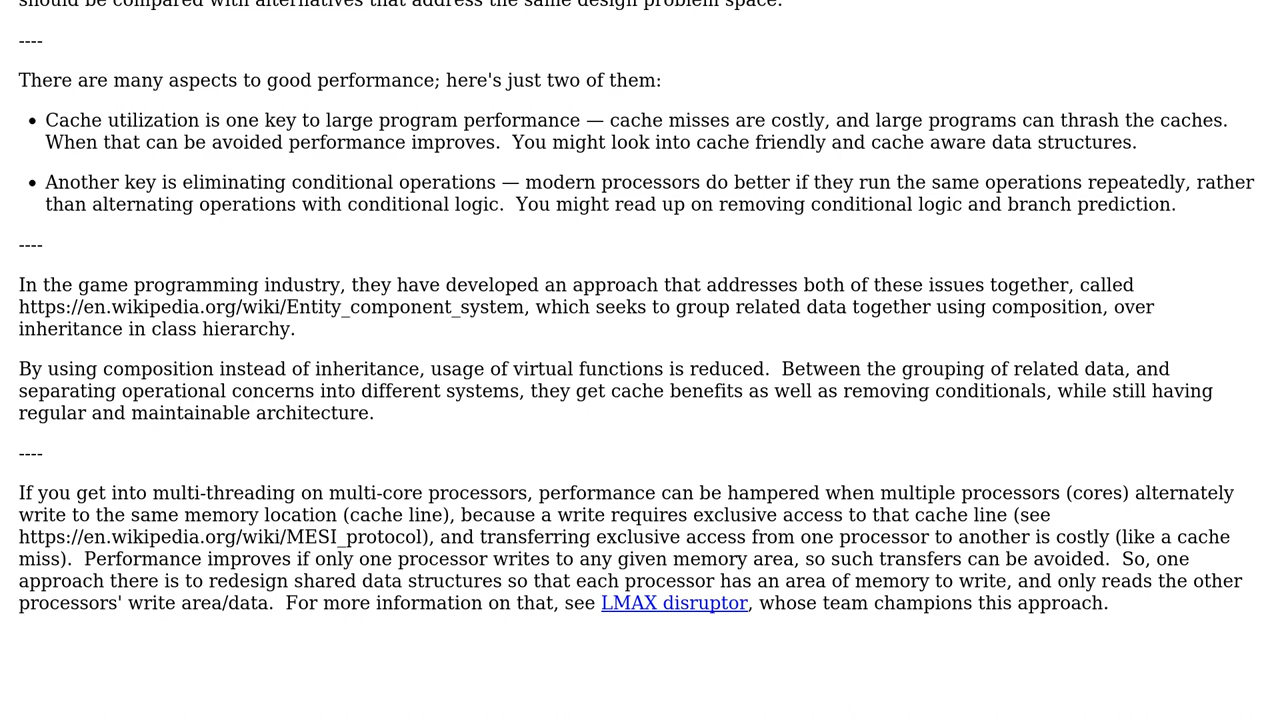 should be compared with alternatives that address the same design problem space.
----
There are many aspects to good performance; here's just two of them:
• Cache utilization is one key to large program performance — cache misses are costly, and large programs can thrash the caches.
When that can be avoided performance improves.  You might look into cache friendly and cache aware data structures.
• Another key is eliminating conditional operations — modern processors do better if they run the same operations repeatedly, rather
than alternating operations with conditional logic.  You might read up on removing conditional logic and branch prediction.
----
In the game programming industry, they have developed an approach that addresses both of these issues together, called
https://en.wikipedia.org/wiki/Entity_component_system, which seeks to group related data together using composition, over
inheritance in class hierarchy.
By using composition instead of inheritance, usage of virtual functions is reduced.  Between the grouping of related data, and
separating operational concerns into different systems, they get cache benefits as well as removing conditionals, while still having
regular and maintainable architecture.
----
If you get into multi-threading on multi-core processors, performance can be hampered when multiple processors (cores) alternately
write to the same memory location (cache line), because a write requires exclusive access to that cache line (see
https://en.wikipedia.org/wiki/MESI_protocol), and transferring exclusive access from one processor to another is costly (like a cache
miss).  Performance improves if only one processor writes to any given memory area, so such transfers can be avoided.  So, one
approach there is to redesign shared data structures so that each processor has an area of memory to write, and only reads the other
processors' write area/data.  For more information on that, see LMAX disruptor, whose team champions this approach.